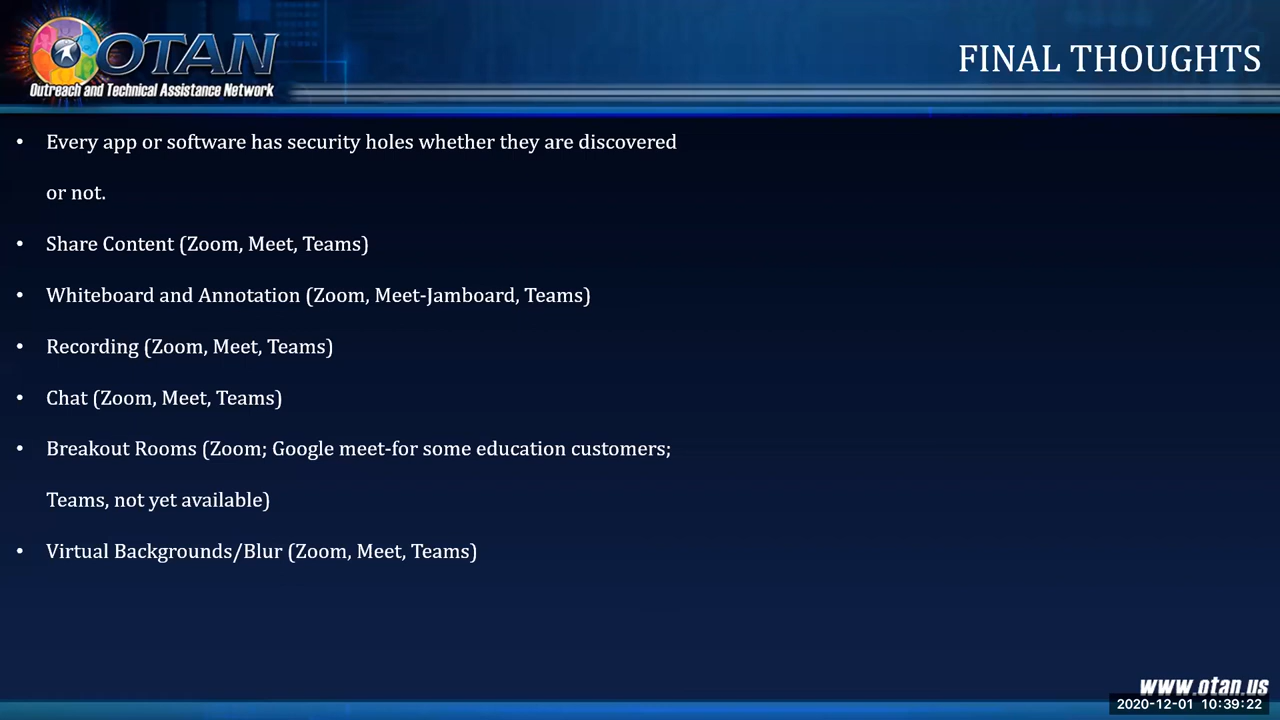 OTAN
Outreach and Technical Assistance Network
FINAL THOUGHTS
• Every app or software has security holes whether they are discovered
or not.
• Share Content (Zoom, Meet, Teams)
• Whiteboard and Annotation (Zoom, Meet-Jamboard, Teams)
• Recording (Zoom, Meet, Teams)
• Chat (Zoom, Meet, Teams)
• Breakout Rooms (Zoom; Google meet-for some education customers;
Teams, not yet available)
• Virtual Backgrounds/Blur (Zoom, Meet, Teams)
www.otan.us
2020-12-01 10:39:22